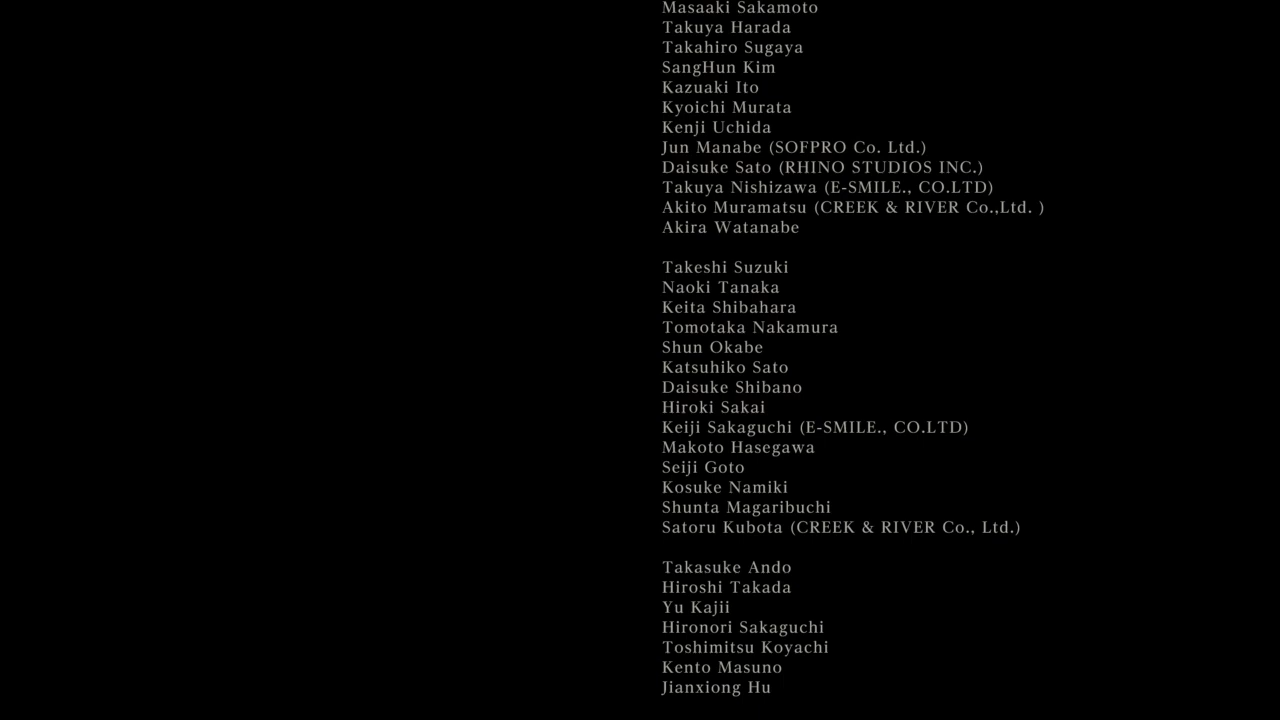 Masaaki Sakamoto
Takuya Harada
Takahiro Sugaya
SangHun Kim
Kazuaki Ito
Kyoichi Murata
Kenji Uchida
Jun Manabe (SOFPRO Co. Ltd.)
Daisuke Sato (RHINO STUDIOS INC.)
Takuya Nishizawa (E-SMILE., CO.LTD)
Akito Muramatsu (CREEK & RIVER Co.,Ltd. )
Akira Watanabe
Takeshi Suzuki
Naoki Tanaka
Keita Shibahara
Tomotaka Nakamura
Shun Okabe
Katsuhiko Sato
Daisuke Shibano
Hiroki Sakai
Keiji Sakaguchi (E-SMILE., CO.LTD)
Makoto Hasegawa
Seiji Goto
Kosuke Namiki
Shunta Magaribuchi
Satoru Kubota (CREEK & RIVER Co., Ltd.)
Takasuke Ando
Hiroshi Takada
Yu Kajii
Hironori Sakaguchi
Toshimitsu Koyachi
Kento Masuno
Jianxiong Hu